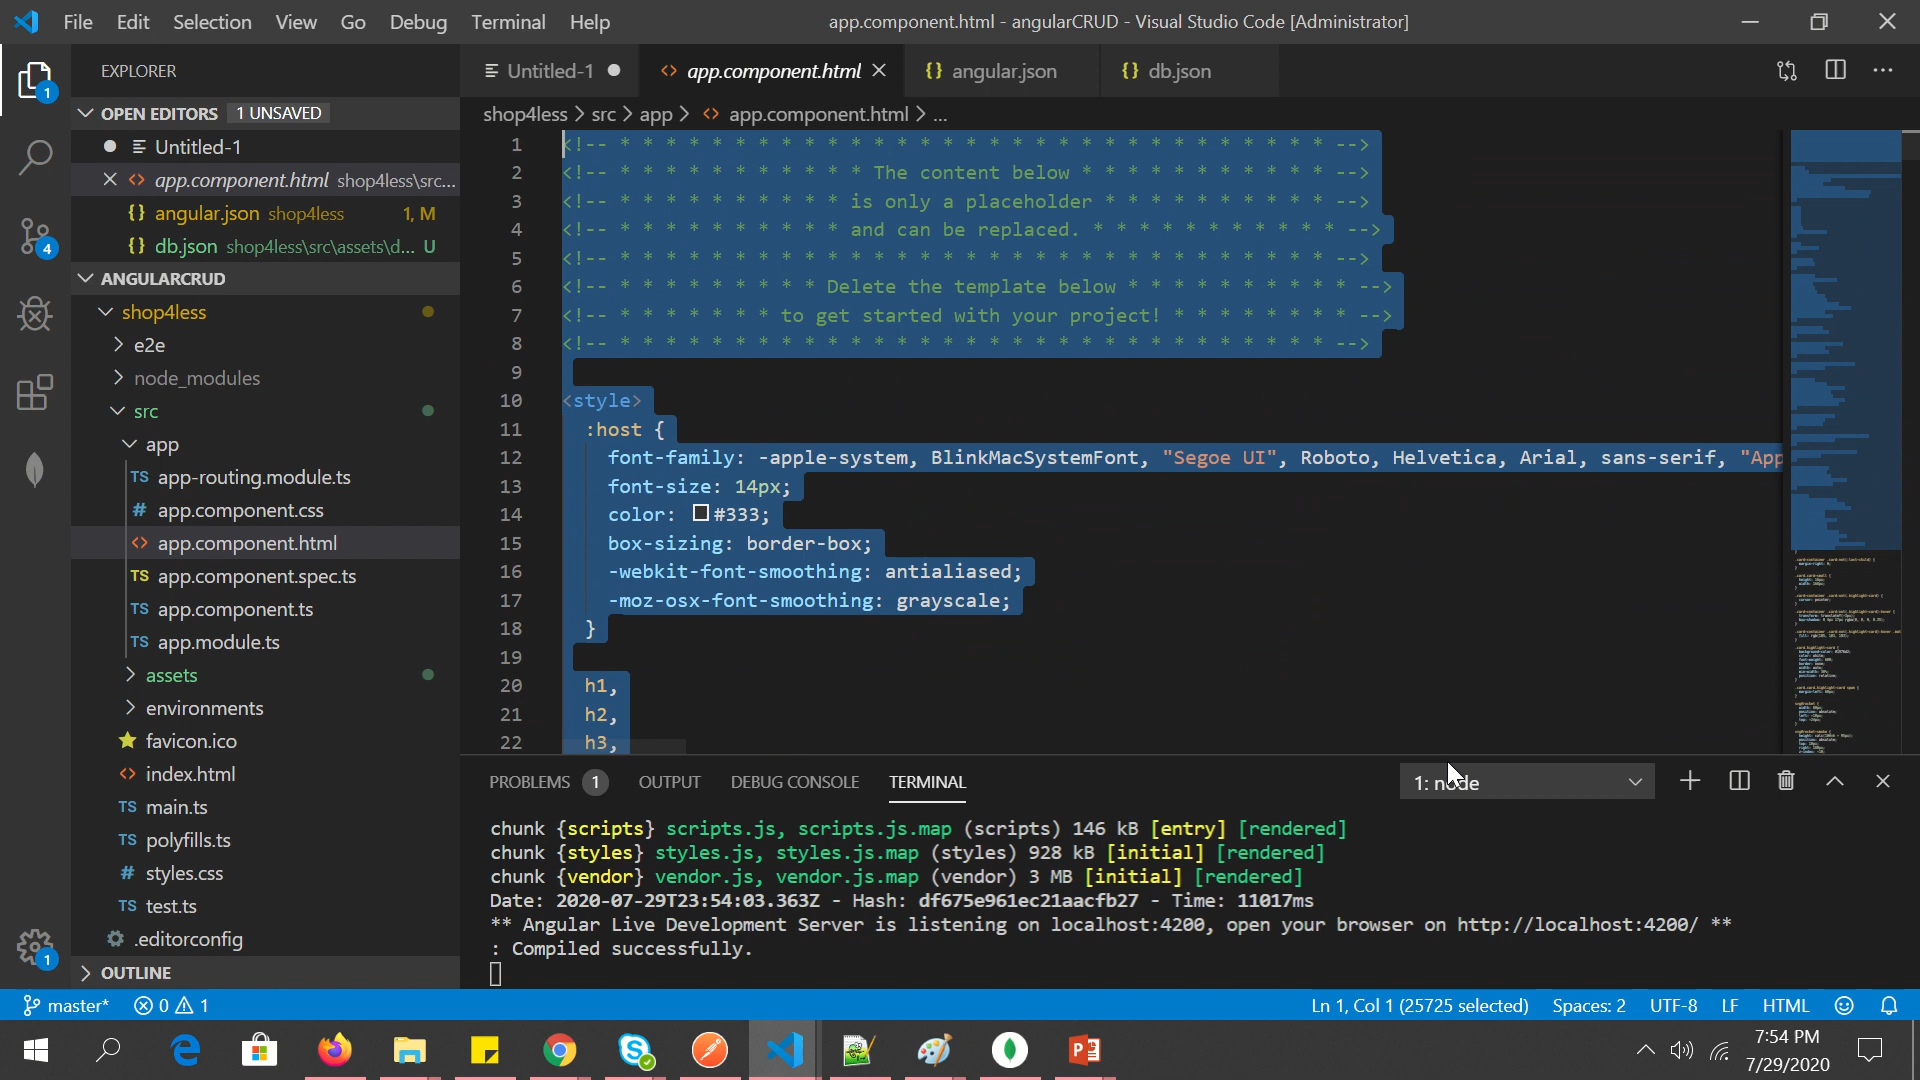 File Edit Selection View Go Debug Terminal Help
app.component.html - angularCRUD - Visual Studio Code [Administrator]
EXPLORER
OPEN EDITORS 1 UNSAVED
Untitled-1
app.component.html shop4less\src...
{} angular.json shop4less 1, M
{} db.json shop4less\src\assets\d... U
ANGULARCRUD
shop4less
e2e
node_modules
src
app
TS app-routing.module.ts
# app.component.css
<> app.component.html
TS app.component.spec.ts
TS app.component.ts
TS app.module.ts
assets
environments
favicon.ico
<> index.html
TS main.ts
TS polyfills.ts
# styles.css
TS test.ts
.editorconfig
OUTLINE
1
4
1
Untitled-1
<> app.component.html
{} angular.json
{} db.json
shop4less > src > app > <> app.component.html > ...
1 <!-- * * * * * * * * * * * * * * * * * * * * * * * * * * * * * * * -->
2 <!-- * * * * * * * * * * * The content below * * * * * * * * * * * -->
3 <!-- * * * * * * * * * * is only a placeholder * * * * * * * * * * -->
4 <!-- * * * * * * * * * * and can be replaced. * * * * * * * * * * * -->
5 <!-- * * * * * * * * * * * * * * * * * * * * * * * * * * * * * * * -->
6 <!-- * * * * * * * * * Delete the template below * * * * * * * * * * -->
7 <!-- * * * * * * * to get started with your project! * * * * * * * * -->
8 <!-- * * * * * * * * * * * * * * * * * * * * * * * * * * * * * * * -->
9
10 <style>
11 :host {
12 font-family: -apple-system, BlinkMacSystemFont, "Segoe UI", Roboto, Helvetica, Arial, sans-serif, "App
13 font-size: 14px;
14 color: #333;
15 box-sizing: border-box;
16 -webkit-font-smoothing: antialiased;
17 -moz-osx-font-smoothing: grayscale;
18 }
19
20 h1,
21 h2,
22 h3,
PROBLEMS 1 OUTPUT DEBUG CONSOLE TERMINAL
1: node
chunk {scripts} scripts.js, scripts.js.map (scripts) 146 kB [entry] [rendered]
chunk {styles} styles.js, styles.js.map (styles) 928 kB [initial] [rendered]
chunk {vendor} vendor.js, vendor.js.map (vendor) 3 MB [initial] [rendered]
Date: 2020-07-29T23:54:03.363Z - Hash: df675e961ec21aacfb27 - Time: 11017ms
** Angular Live Development Server is listening on localhost:4200, open your browser on http://localhost:4200/ **
: Compiled successfully.
master* 0 1
Ln 1, Col 1 (25725 selected) Spaces: 2 UTF-8 LF HTML
7:54 PM
7/29/2020